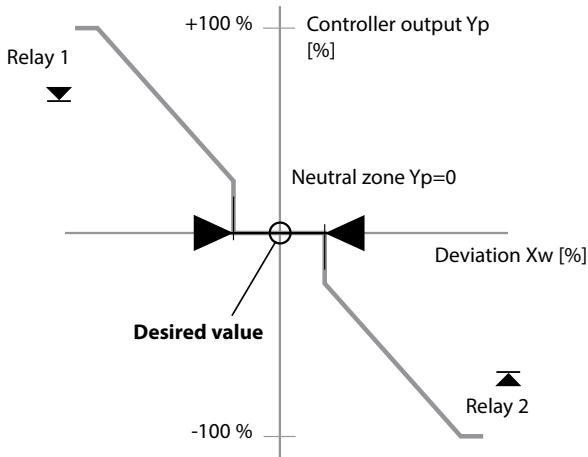 +100 %
Controller output Yp
[%]
Relay 1
Neutral zone Yp=0
Deviation Xw [%]
Desired value
Relay 2
-100 %